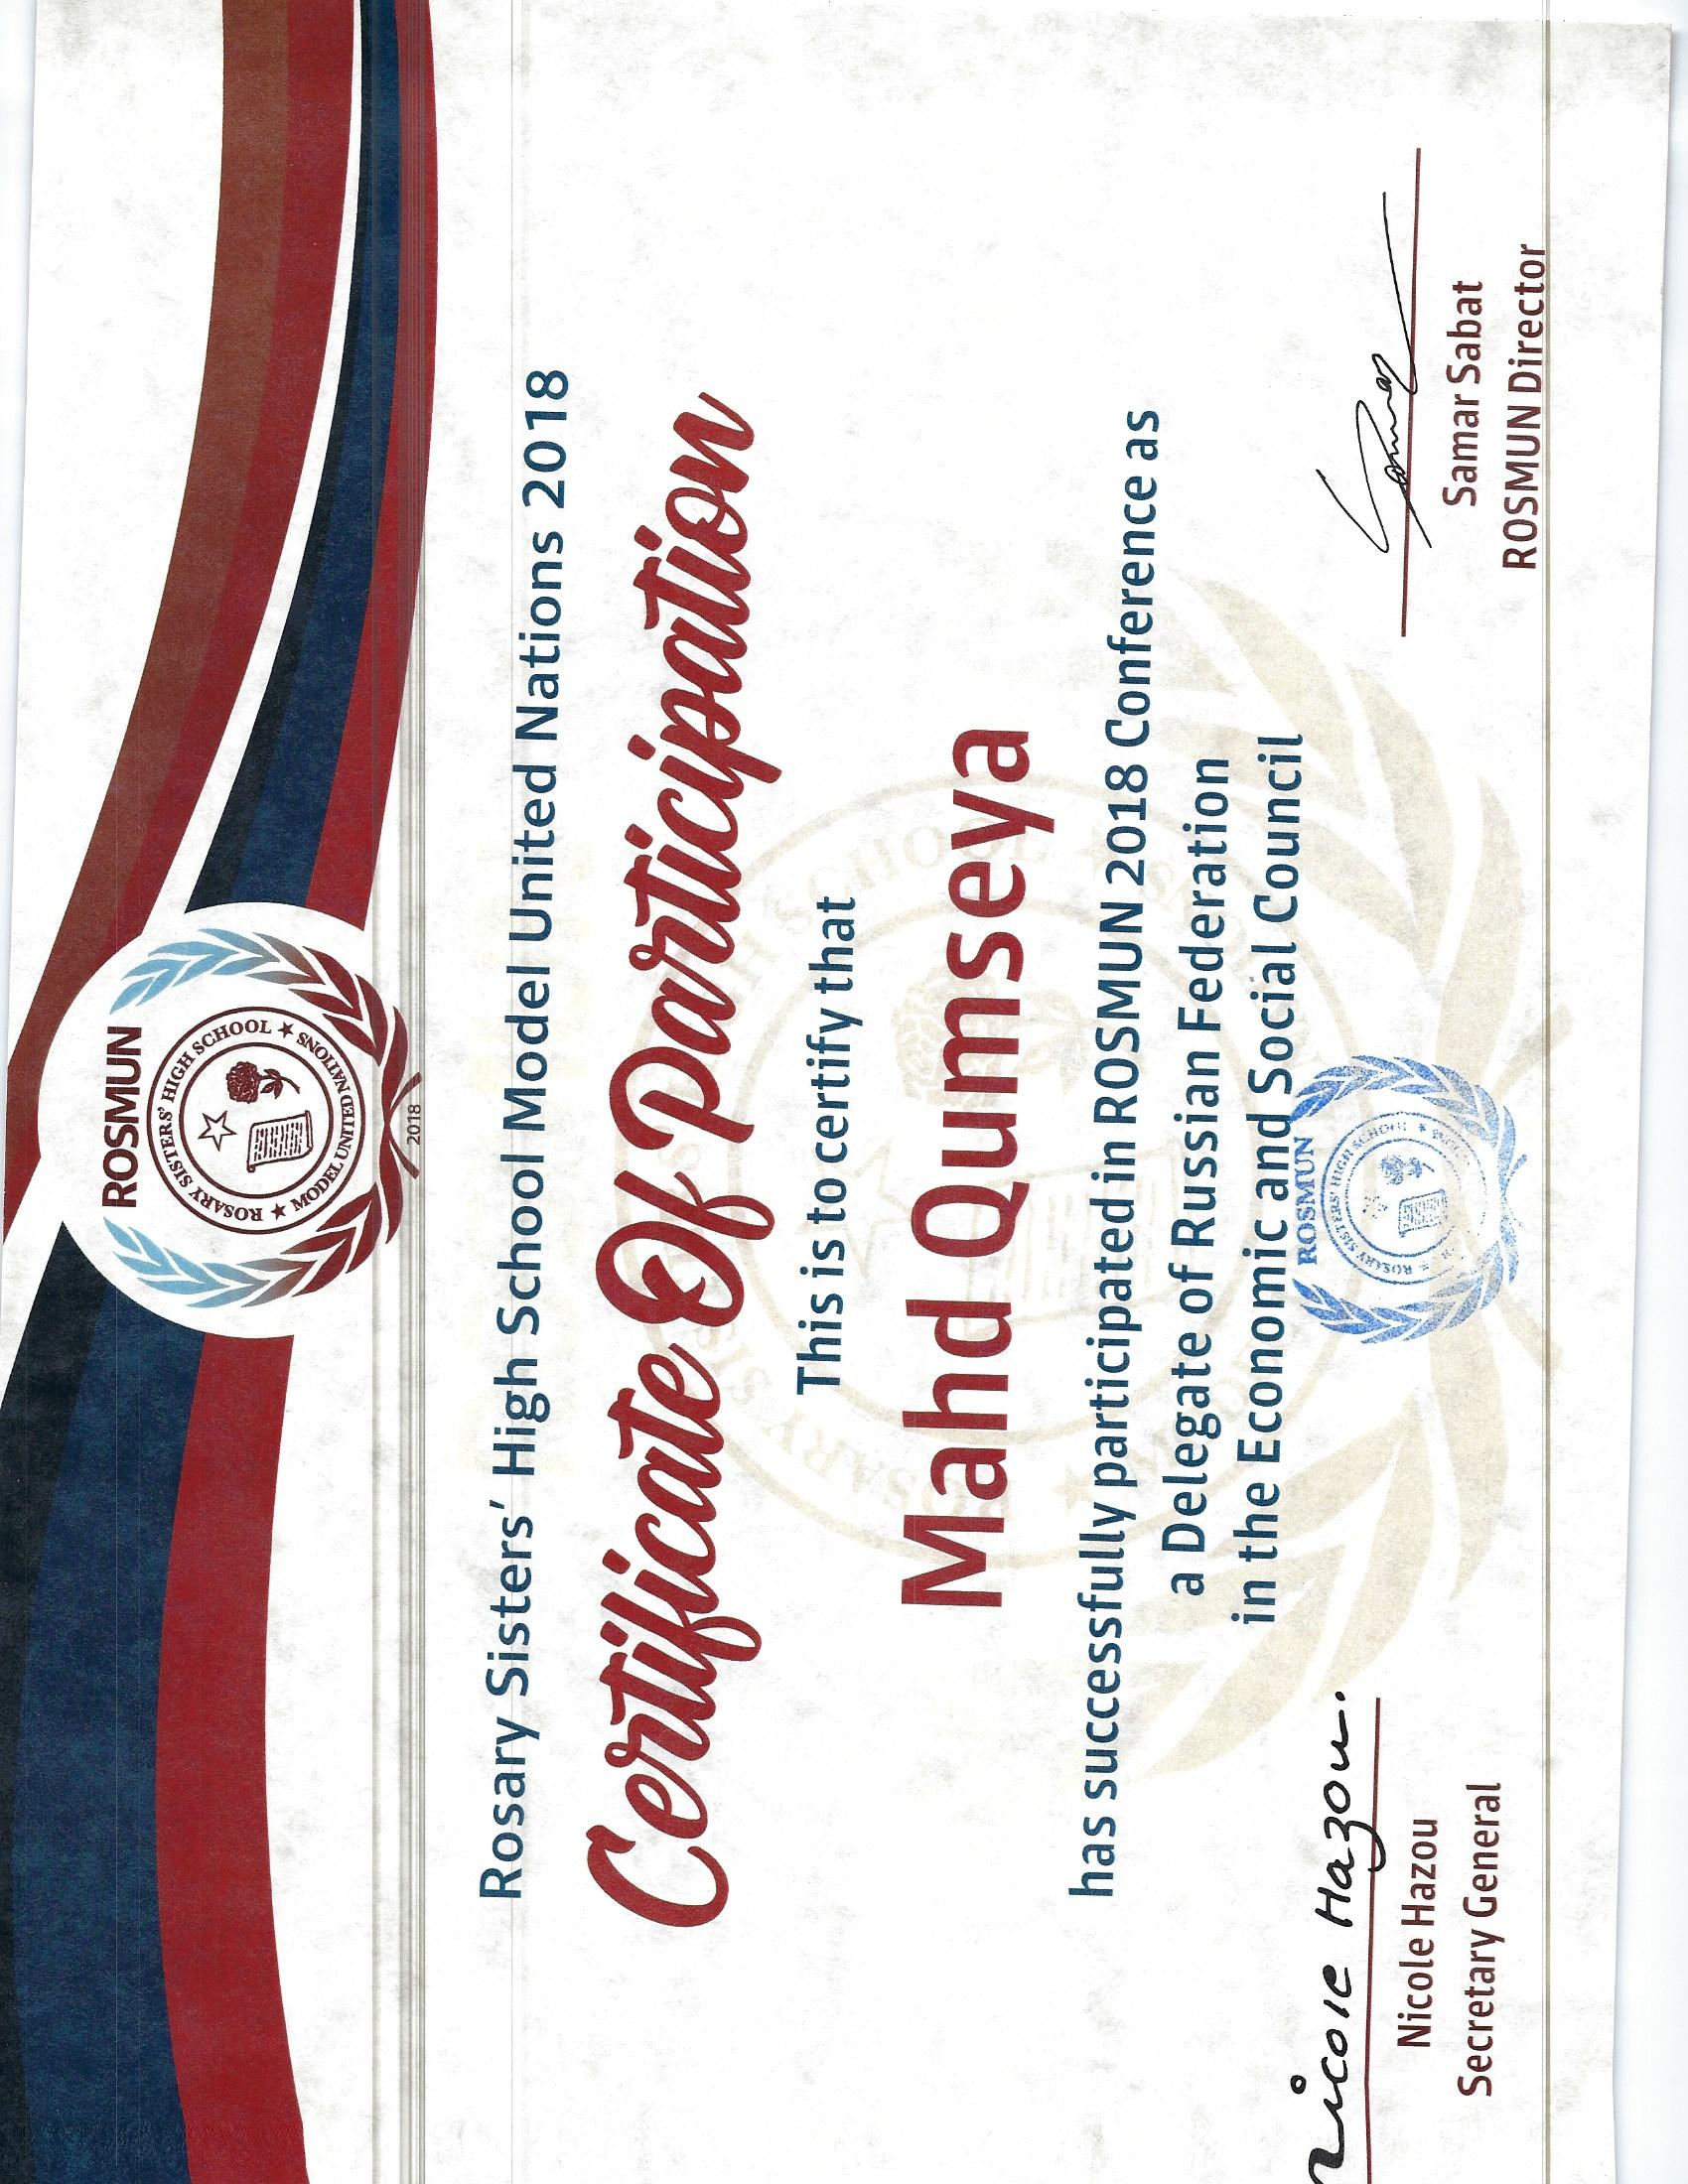 ROSMUN
ROSARY SISTERS' HIGH SCHOOL ★ MODEL UNITED NATIONS ★
2018
Rosary Sisters' High School Model United Nations 2018
Certificate Of Participation
This is to certify that
Mahd Qumseya
has successfully participated in ROSMUN 2018 Conference as
a Delegate of Russian Federation
in the Economic and Social Council
ROSMUN
ROSARY SISTERS' HIGH SCHOOL
Nicole Hazou.
Nicole Hazou
Secretary General
Samar
Samar Sabat
ROSMUN Director